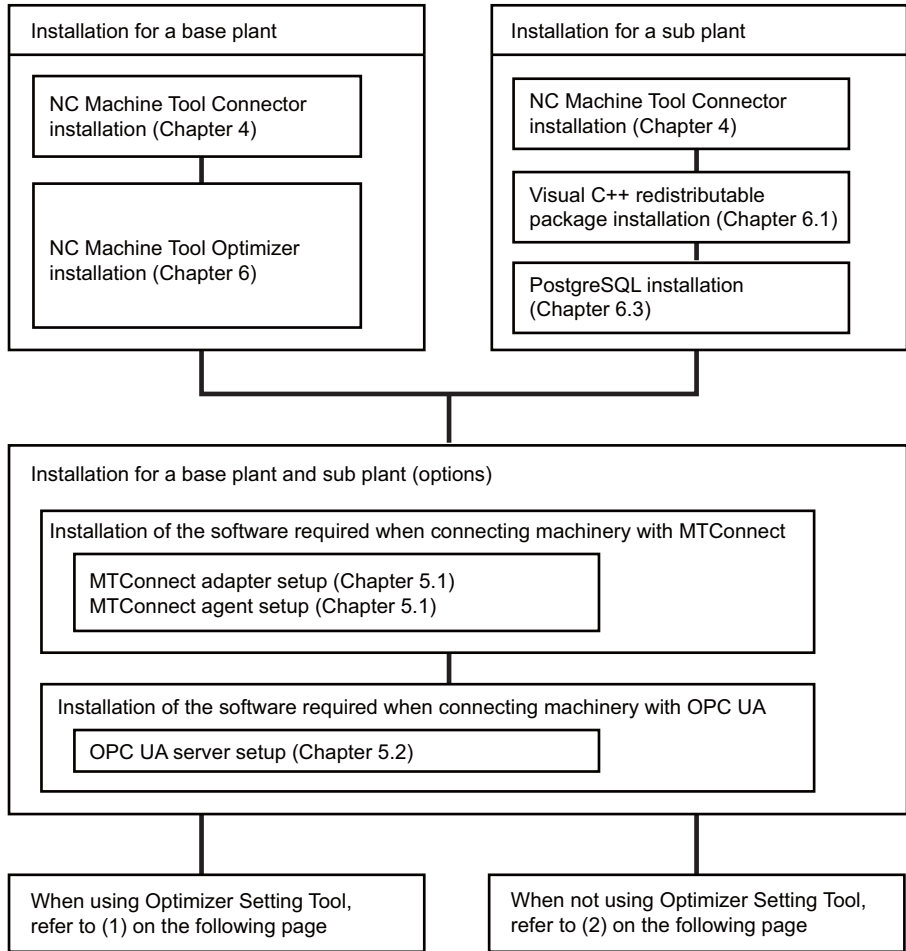 Installation for a base plant
NC Machine Tool Connector
installation (Chapter 4)
NC Machine Tool Optimizer
installation (Chapter 6)
Installation for a sub plant
NC Machine Tool Connector
installation (Chapter 4)
Visual C++ redistributable
package installation (Chapter 6.1)
PostgreSQL installation
(Chapter 6.3)
Installation for a base plant and sub plant (options)
Installation of the software required when connecting machinery with MTConnect
MTConnect adapter setup (Chapter 5.1)
MTConnect agent setup (Chapter 5.1)
Installation of the software required when connecting machinery with OPC UA
OPC UA server setup (Chapter 5.2)
When using Optimizer Setting Tool,
refer to (1) on the following page
When not using Optimizer Setting Tool,
refer to (2) on the following page